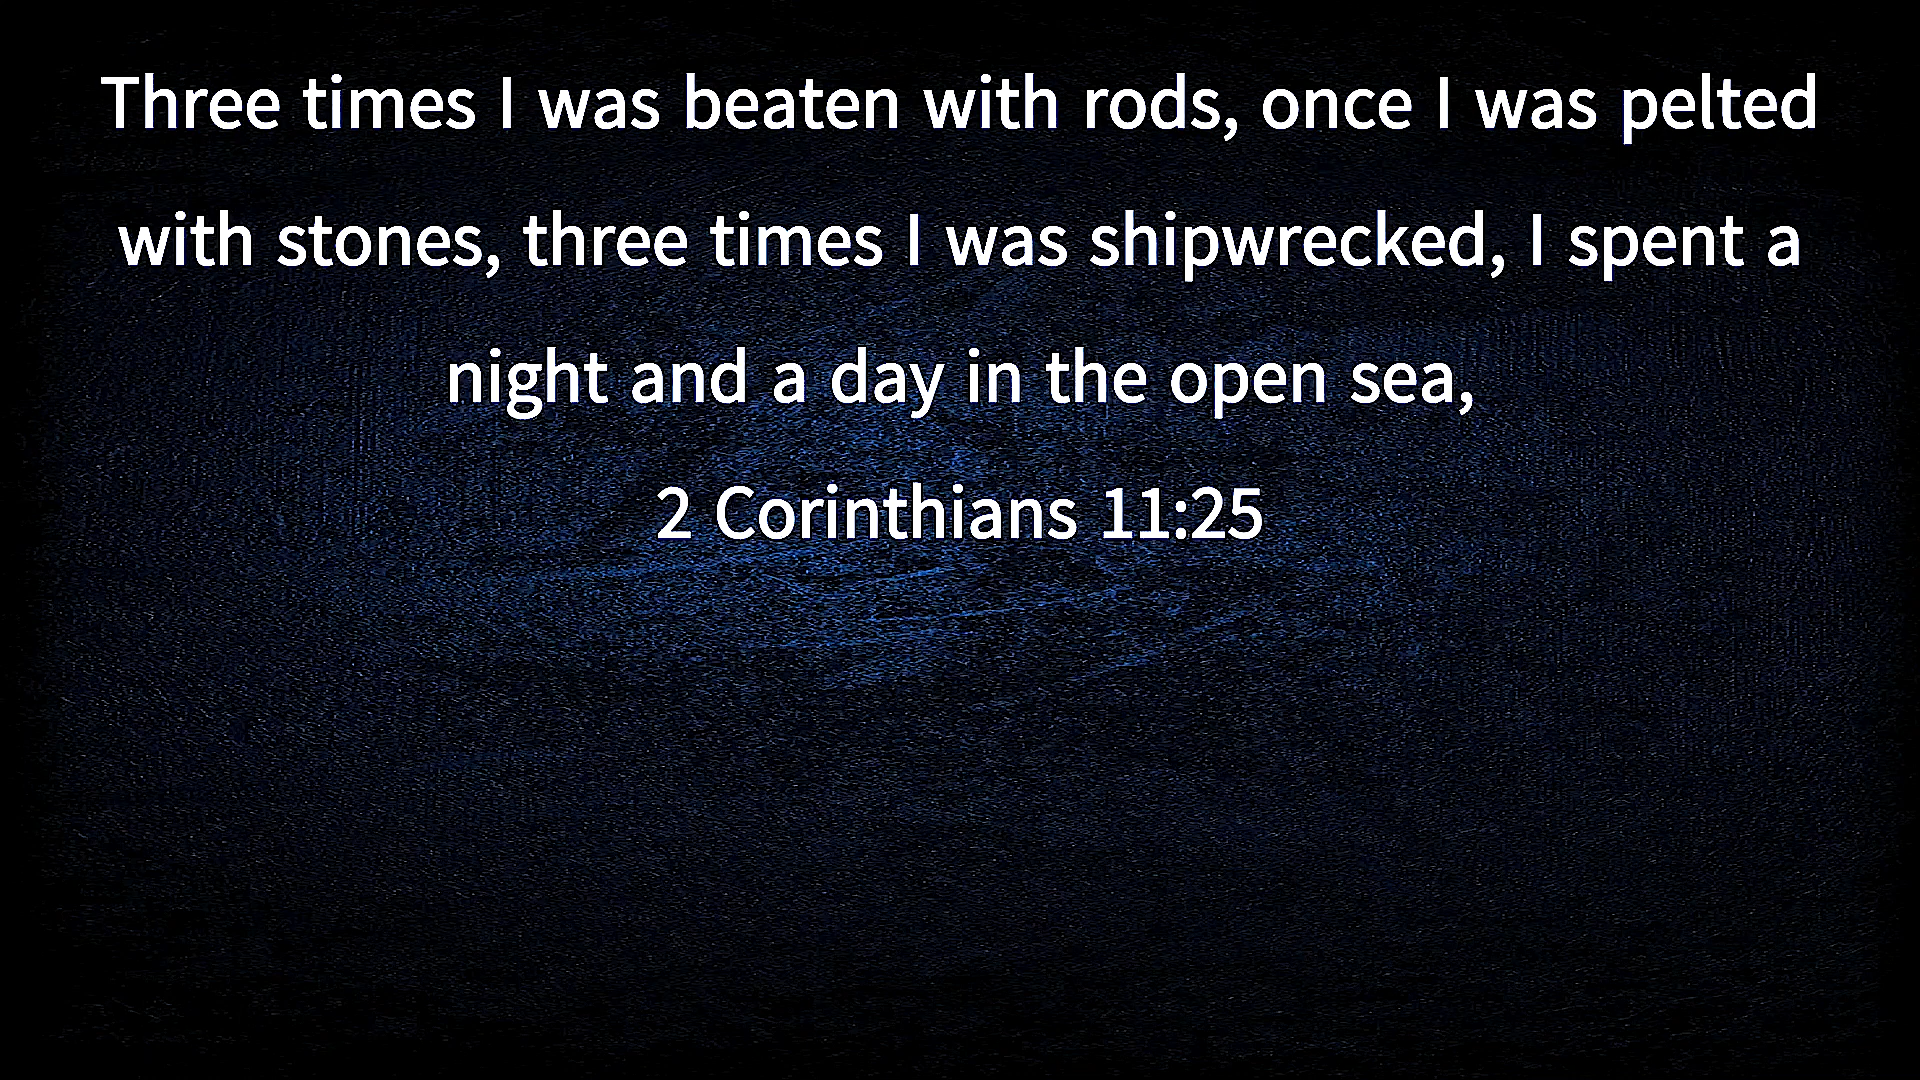 Three times I was beaten with rods, once I was pelted
with stones, three times I was shipwrecked, I spent a
night and a day in the open sea,
2 Corinthians 11:25